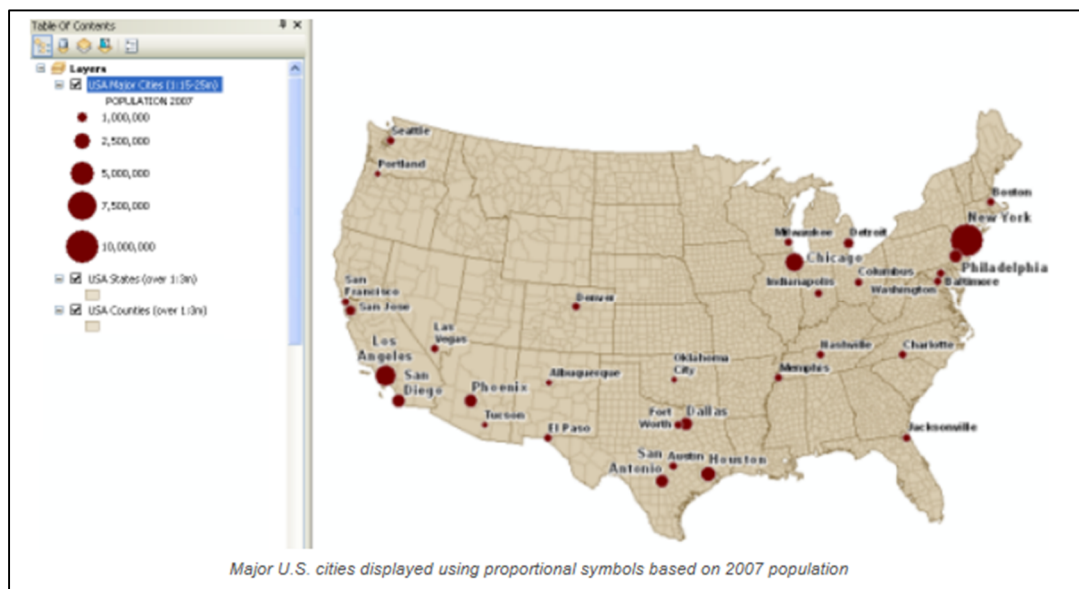 Table Of Contents
Layers
USA Major Cities (1:15-25m)
POPULATION 2007
1,000,000
2,500,000
5,000,000
7,500,000
10,000,000
USA States (over 1:3m)
USA Counties (over 1:3m)
Seattle
Portland
Boston
New York
Milwaukee
Detroit
Chicago
Philadelphia
Columbus
Baltimore
Indianapolis
Washington
San
Francisco
San Jose
Denver
Las
Vegas
Los
Angeles
Nashville
Charlotte
Oklahoma
City
Memphis
Albuquerque
San
Diego
Phoenix
Tucson
El Paso
Fort
Worth
Dallas
Jacksonville
San
Antonio
Austin
Houston
Major U.S. cities displayed using proportional symbols based on 2007 population